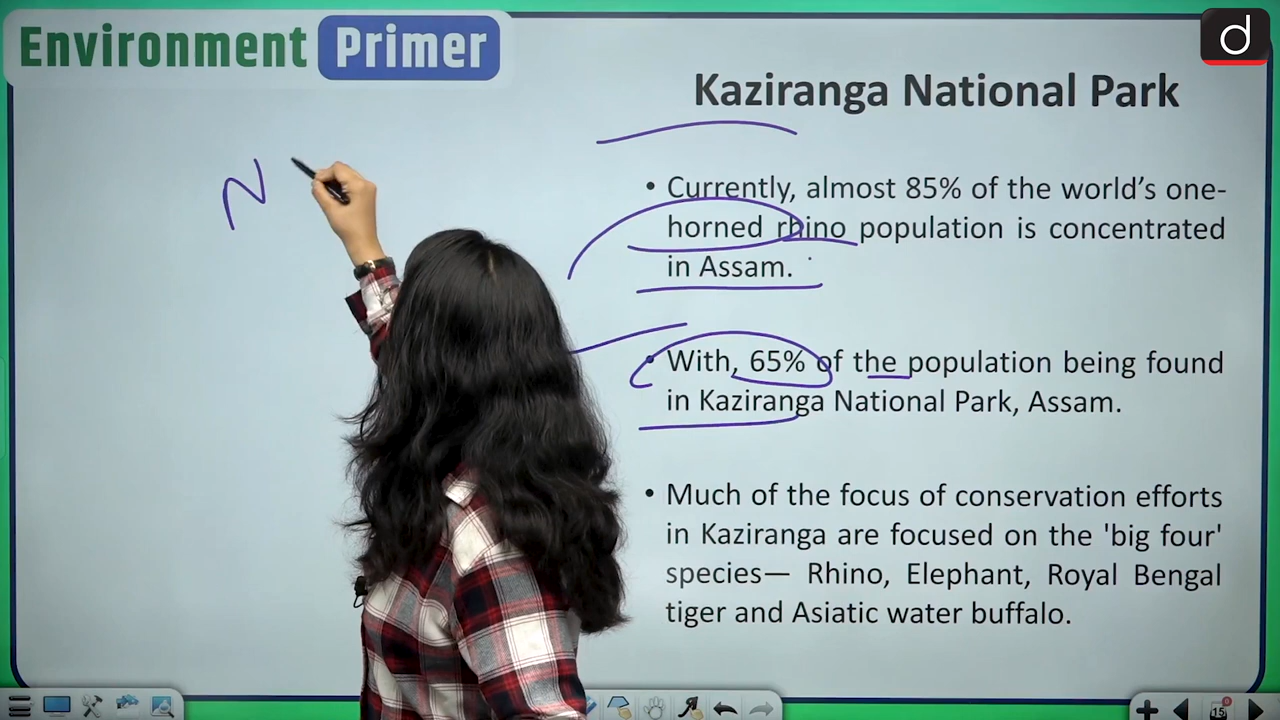 Environment Primer
d
Kaziranga National Park
N
• Currently, almost 85% of the world's one-
horned rhino population is concentrated
in Assam.
• With, 65% of the population being found
in Kaziranga National Park, Assam.
• Much of the focus of conservation efforts
in Kaziranga are focused on the 'big four'
species— Rhino, Elephant, Royal Bengal
tiger and Asiatic water buffalo.
15